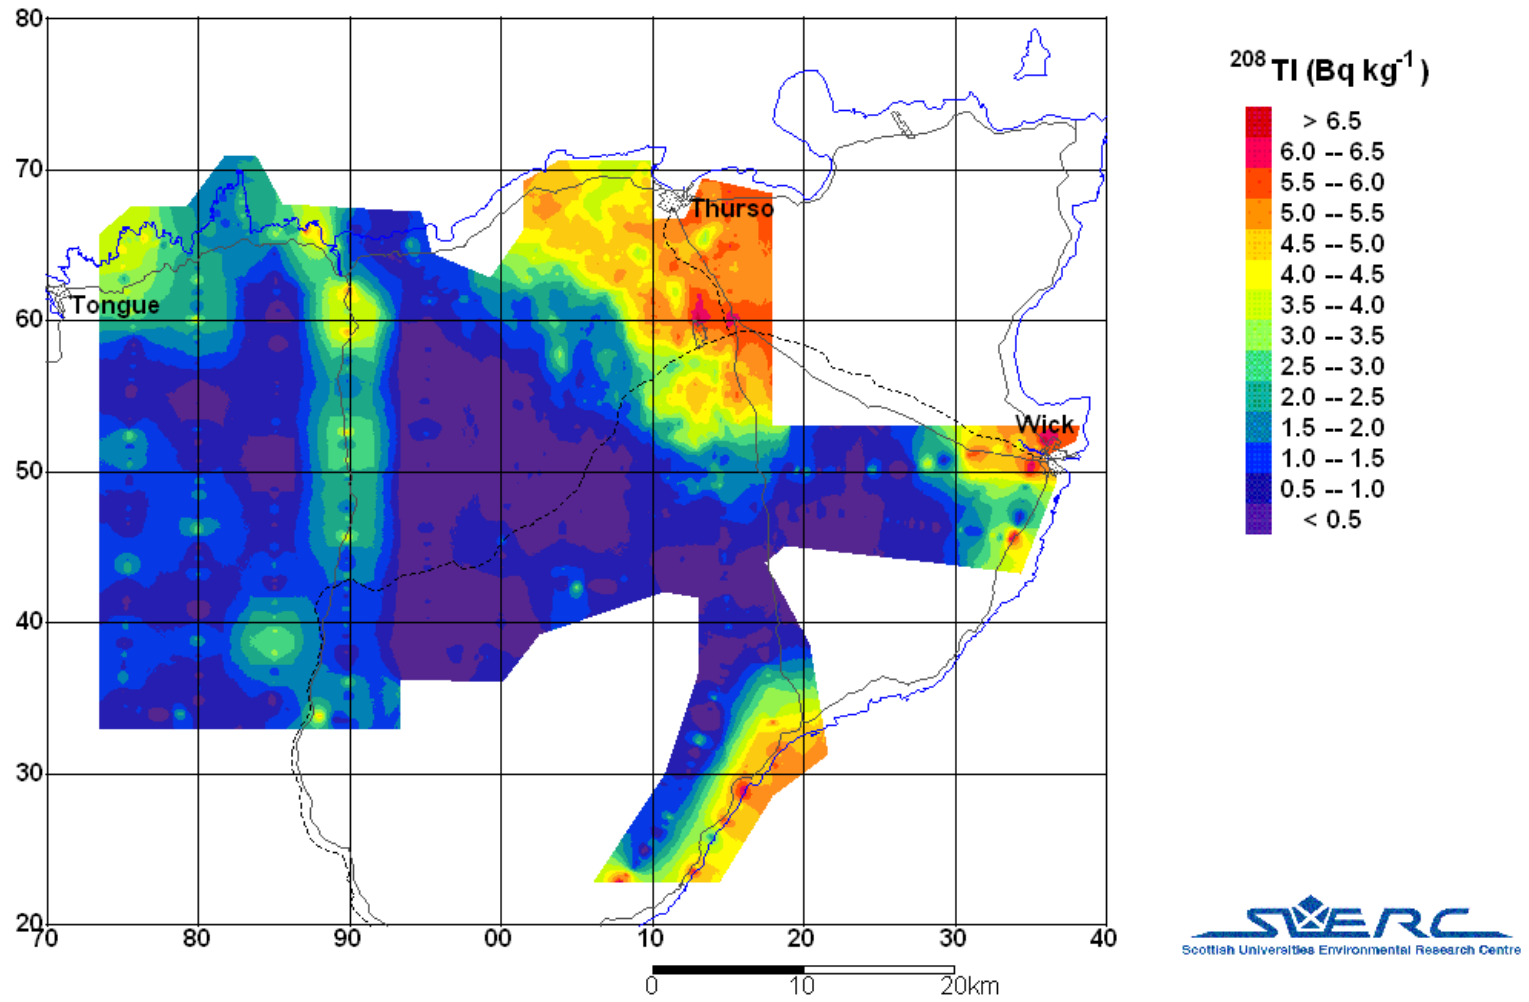 80
70
60
50
40
30
20
70
80
90
00
10
20
30
40
Thurso
Tongue
Wick
0
10
20km
208 Tl (Bq kg-1)
> 6.5
6.0 -- 6.5
5.5 -- 6.0
5.0 -- 5.5
4.5 -- 5.0
4.0 -- 4.5
3.5 -- 4.0
3.0 -- 3.5
2.5 -- 3.0
2.0 -- 2.5
1.5 -- 2.0
1.0 -- 1.5
0.5 -- 1.0
< 0.5
SUERC
Scottish Universities Environmental Research Centre